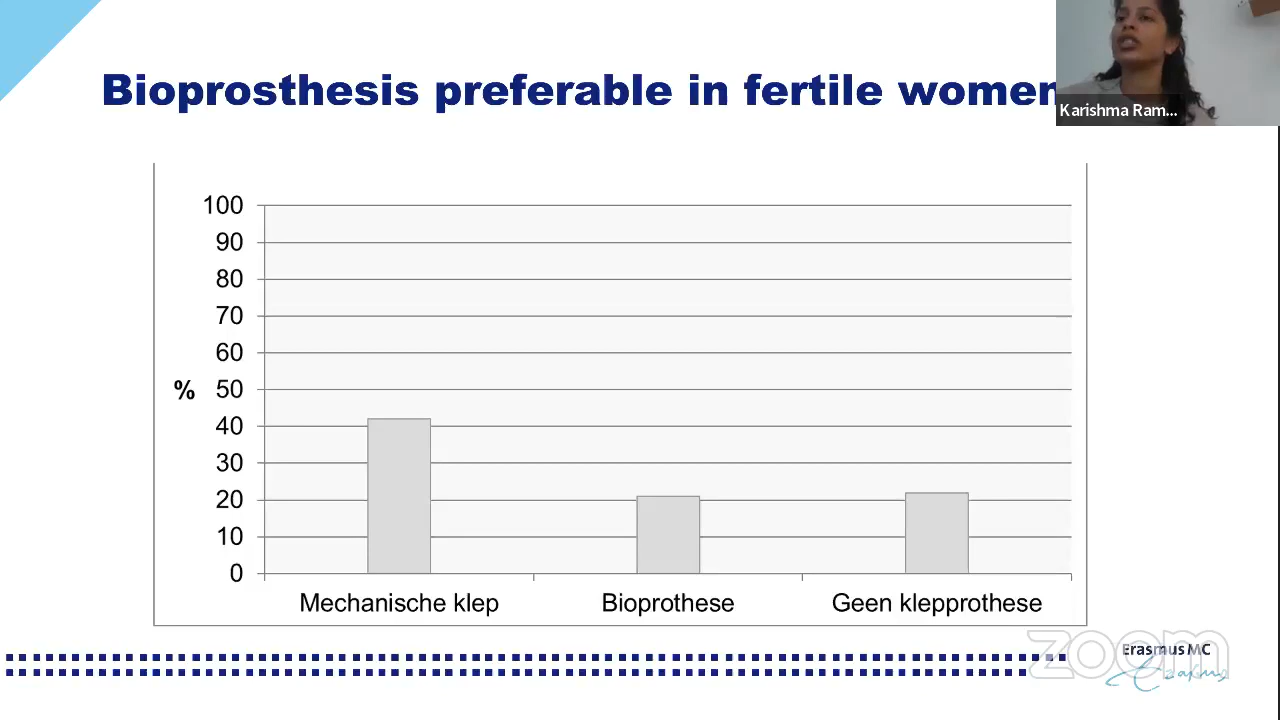 Bioprosthesis preferable in fertile women
Karishma Ram...
100
90
80
70
60
% 50
40
30
20
10
0
Mechanische klep Bioprothese Geen klepprothese
zoom
Erasmus MC
Erasmus